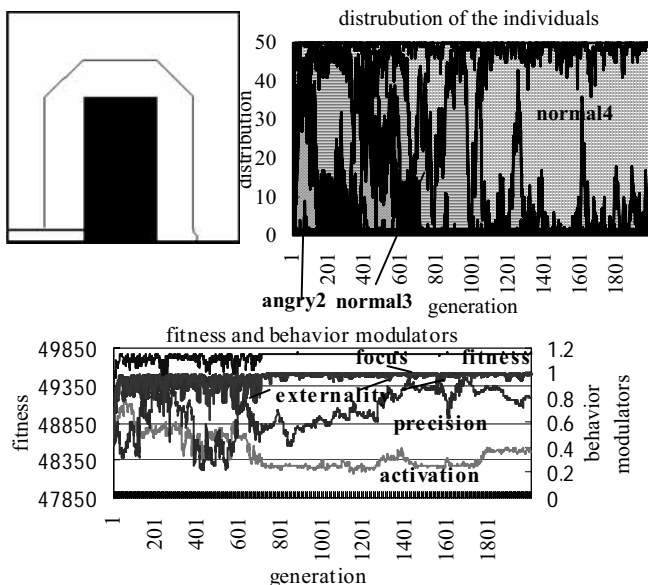 distrubution of the individuals
distribution
50
40
30
20
10
0
normal4
1
201
401
601
801
1001
1201
1401
1601
1801
angry2 normal3
generation
fitness and behavior modulators
fitness
49850
49350
48850
48350
47850
focus
fitness
externality
precision
activation
1.2
1
0.8
0.6
0.4
0.2
0
behavior
modulators
1
201
401
601
801
1001
1201
1401
1601
1801
generation